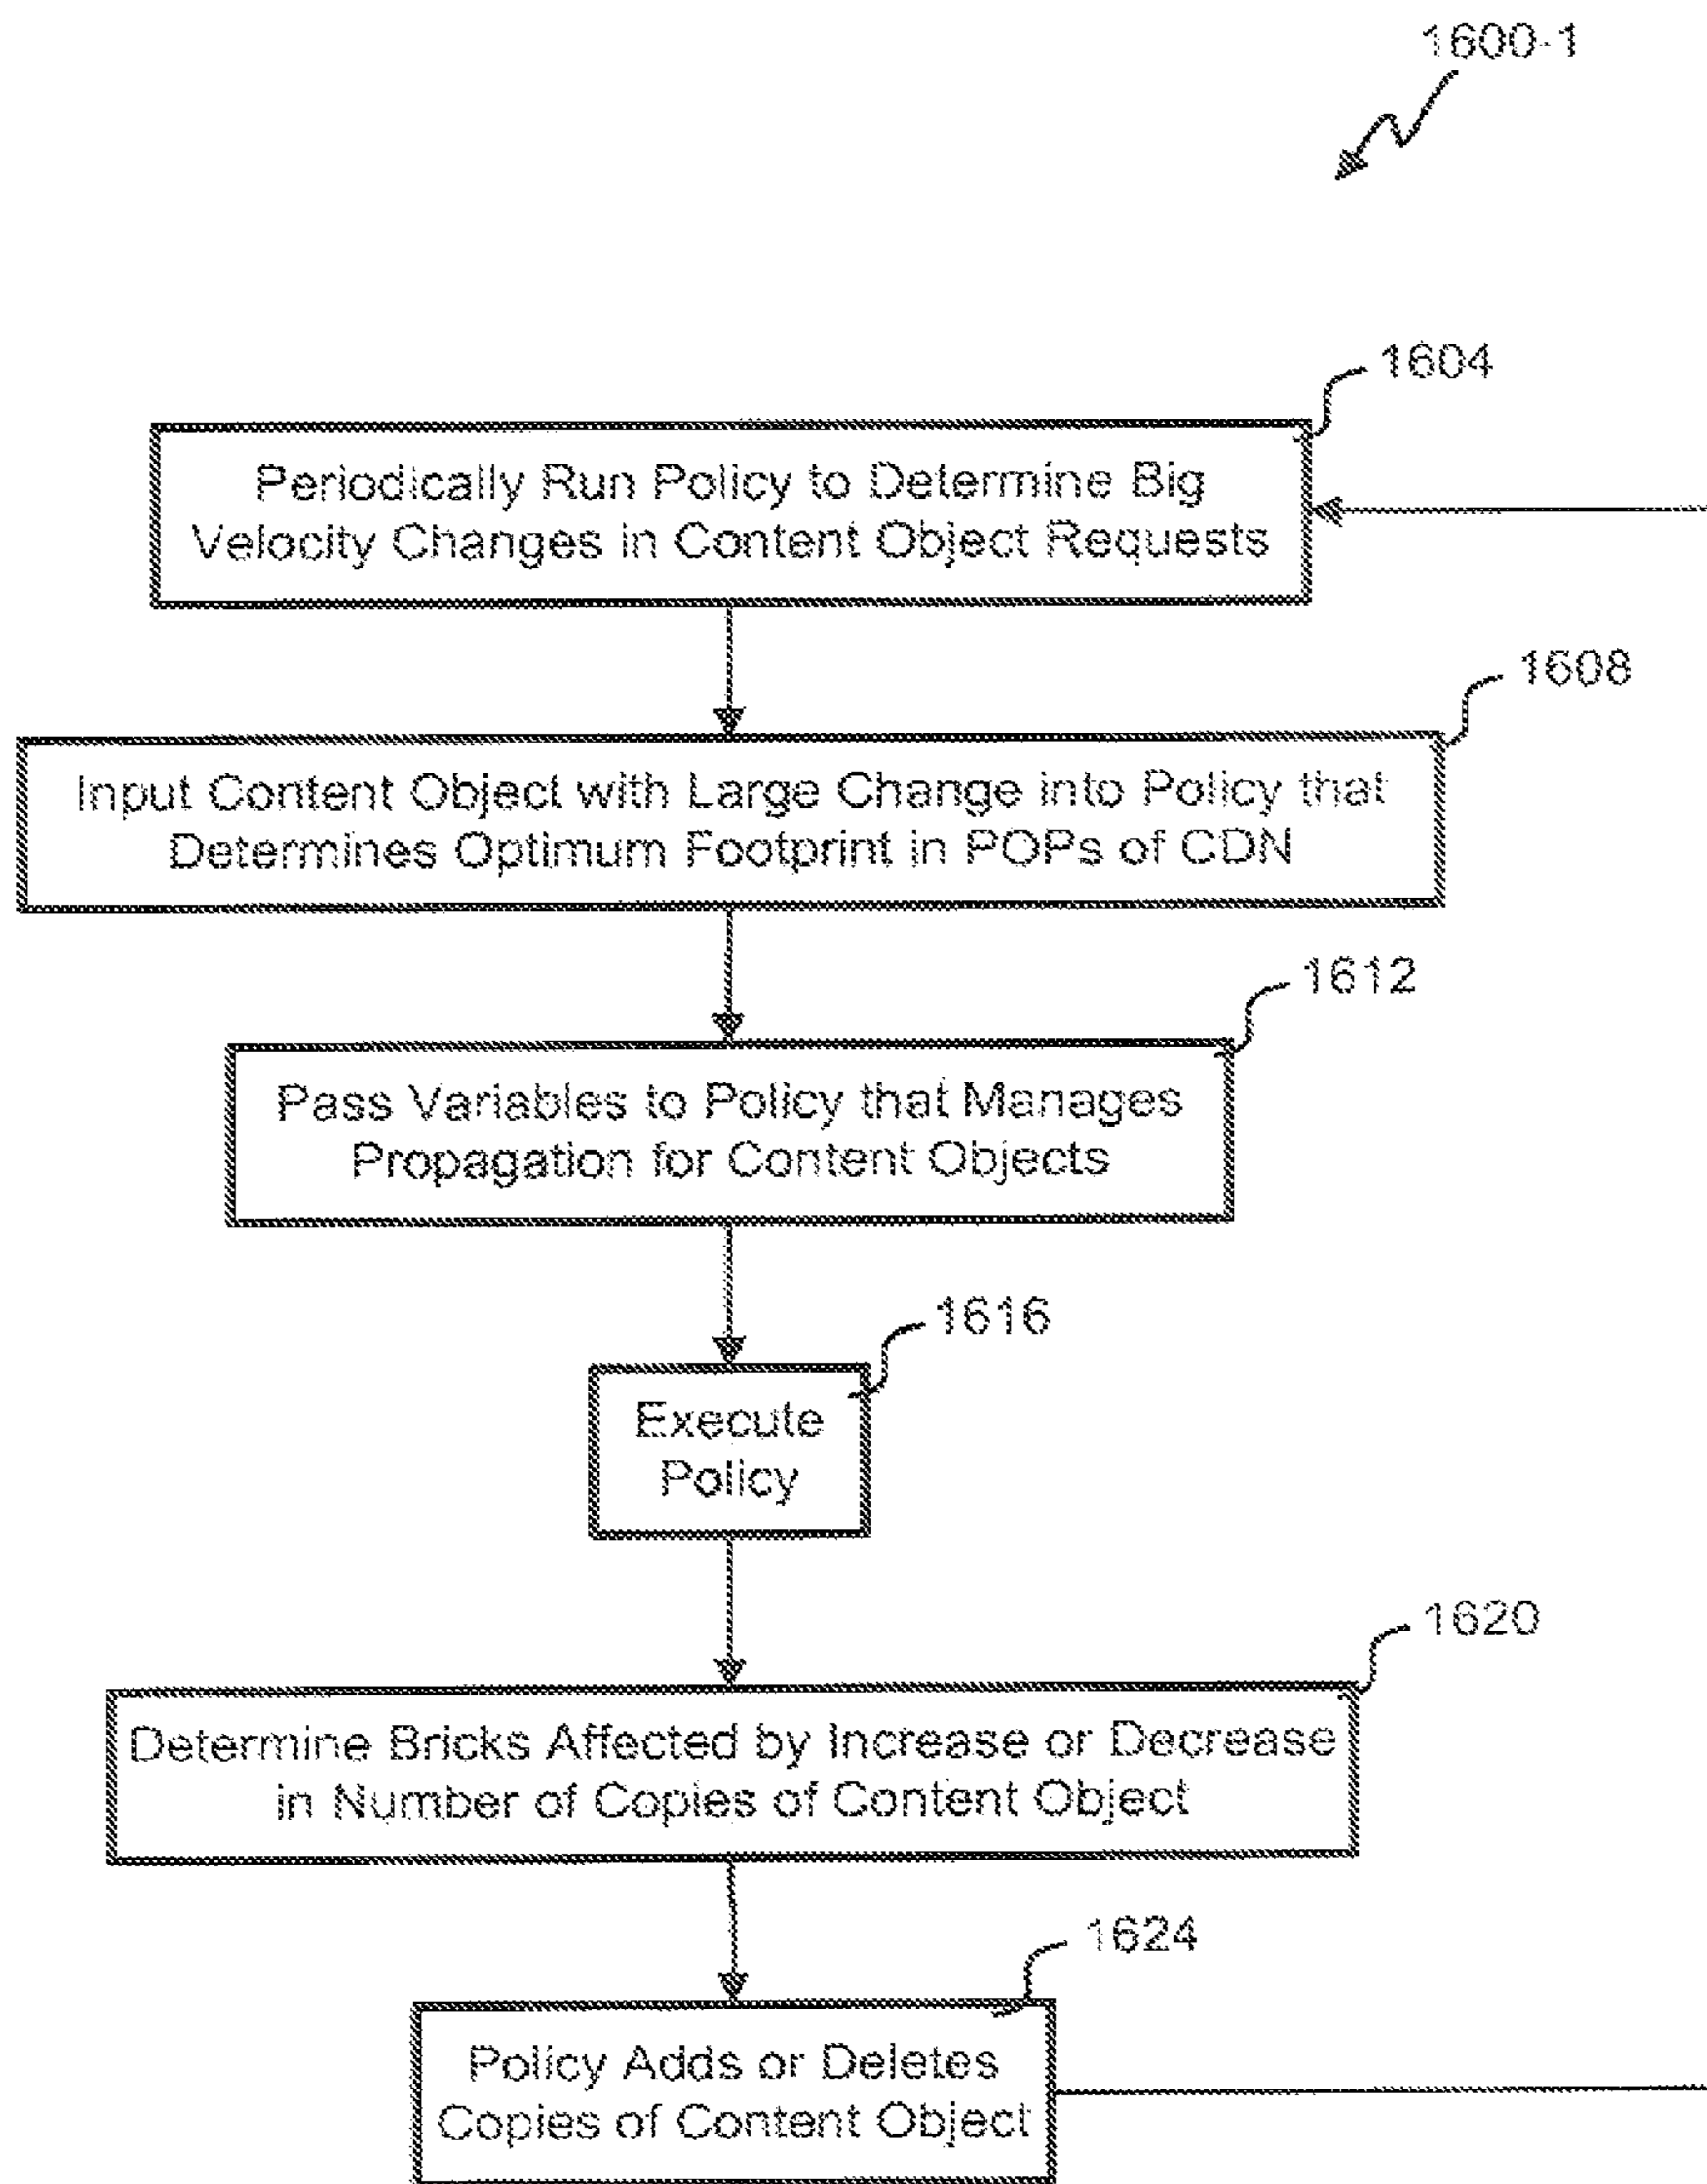 1600-1
1604
Periodically Run Policy to Determine Big
Velocity Changes in Content Object Requests
1608
Input Content Object with Large Change into Policy that
Determines Optimum Footprint in POPs of CDN
1612
Pass Variables to Policy that Manages
Propagation for Content Objects
1616
Execute
Policy
1620
Determine Bricks Affected by Increase or Decrease
in Number of Copies of Content Object
1624
Policy Adds or Deletes
Copies of Content Object